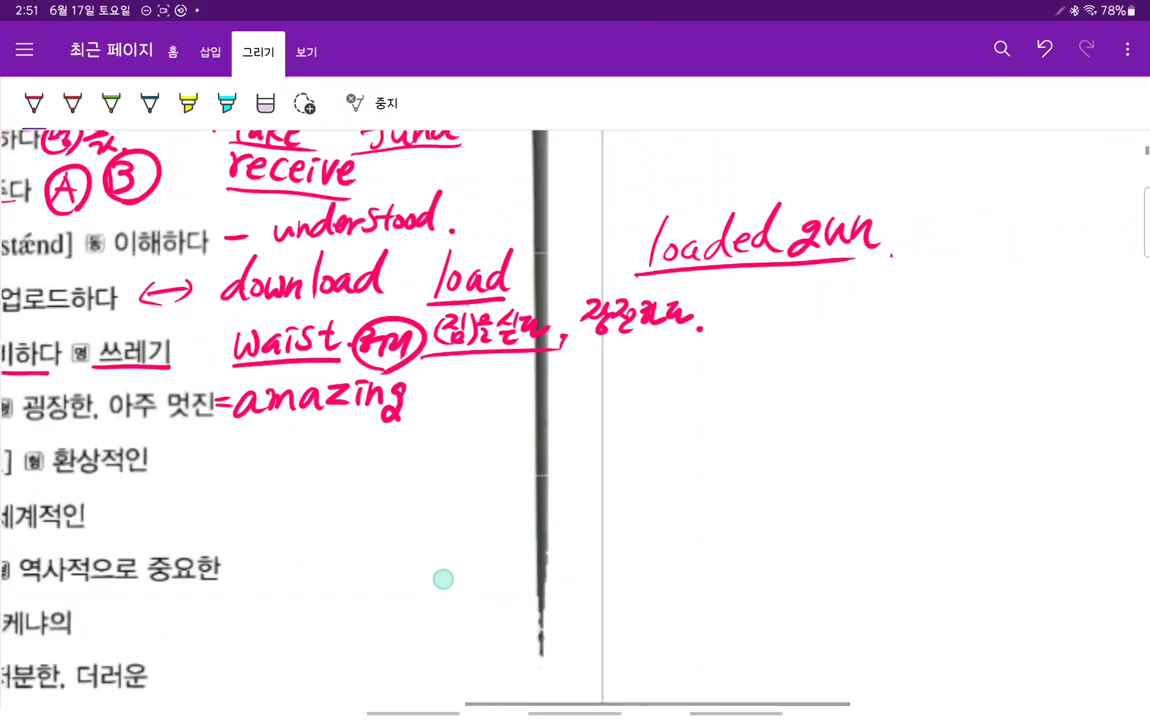 2:51 6월 17일 토요일 78%
최근 페이지 홈 삽입 그리기 보기
중지
하다 (명) take fund
receive
주다 A B
stænd] 동 이해하다 - understood.
loaded gun.
업로드하다 ↔ download load
비하다 명 쓰레기 waist. 허리 (짐)을 싣다, 장전하다.
굉장한, 아주 멋진 = amazing
] 형 환상적인
세계적인
역사적으로 중요한
케냐의
저분한, 더러운